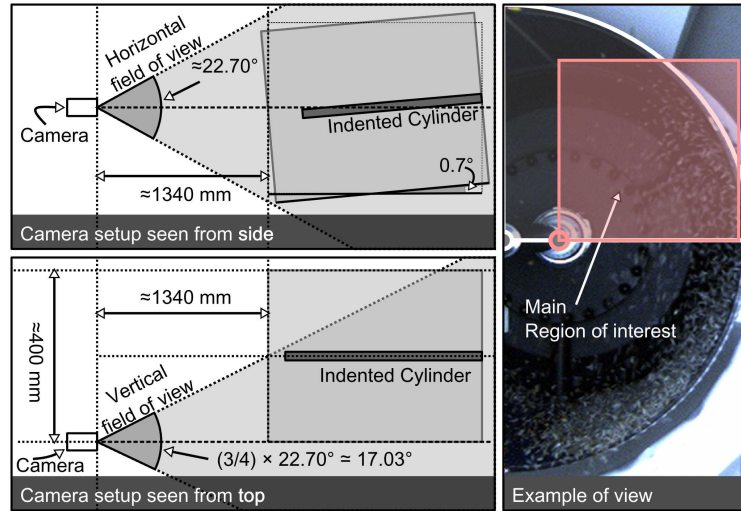 Horizontal
field of view
≈22.70°
Camera
Indented Cylinder
0.7°
≈1340 mm
Camera setup seen from side
≈1340 mm
≈400 mm
Vertical
field of view
Indented Cylinder
Camera
(3/4) × 22.70° ≃ 17.03°
Camera setup seen from top
Main
Region of interest
Example of view